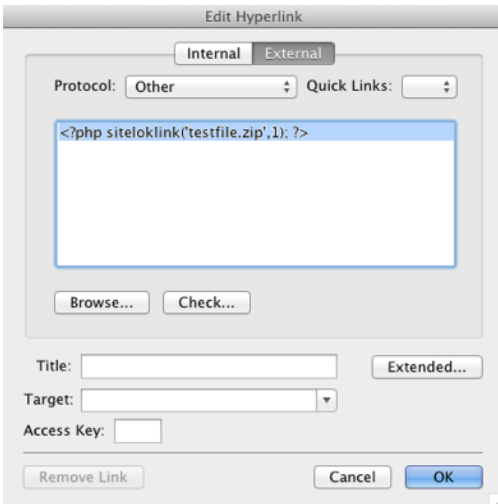 Edit Hyperlink
Internal External
Protocol: Other Quick Links:
<?php siteloklink('testfile.zip',1); ?>
Browse... Check...
Title: Extended...
Target:
Access Key:
Remove Link Cancel OK